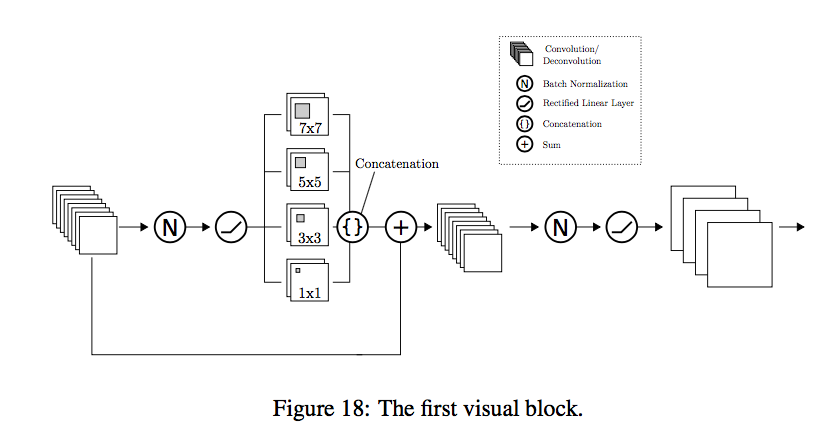 Convolution/
Deconvolution
N Batch Normalization
Rectified Linear Layer
{} Concatenation
+ Sum
7x7
5x5
Concatenation
3x3
1x1
N
{}
+
N
Figure 18: The first visual block.